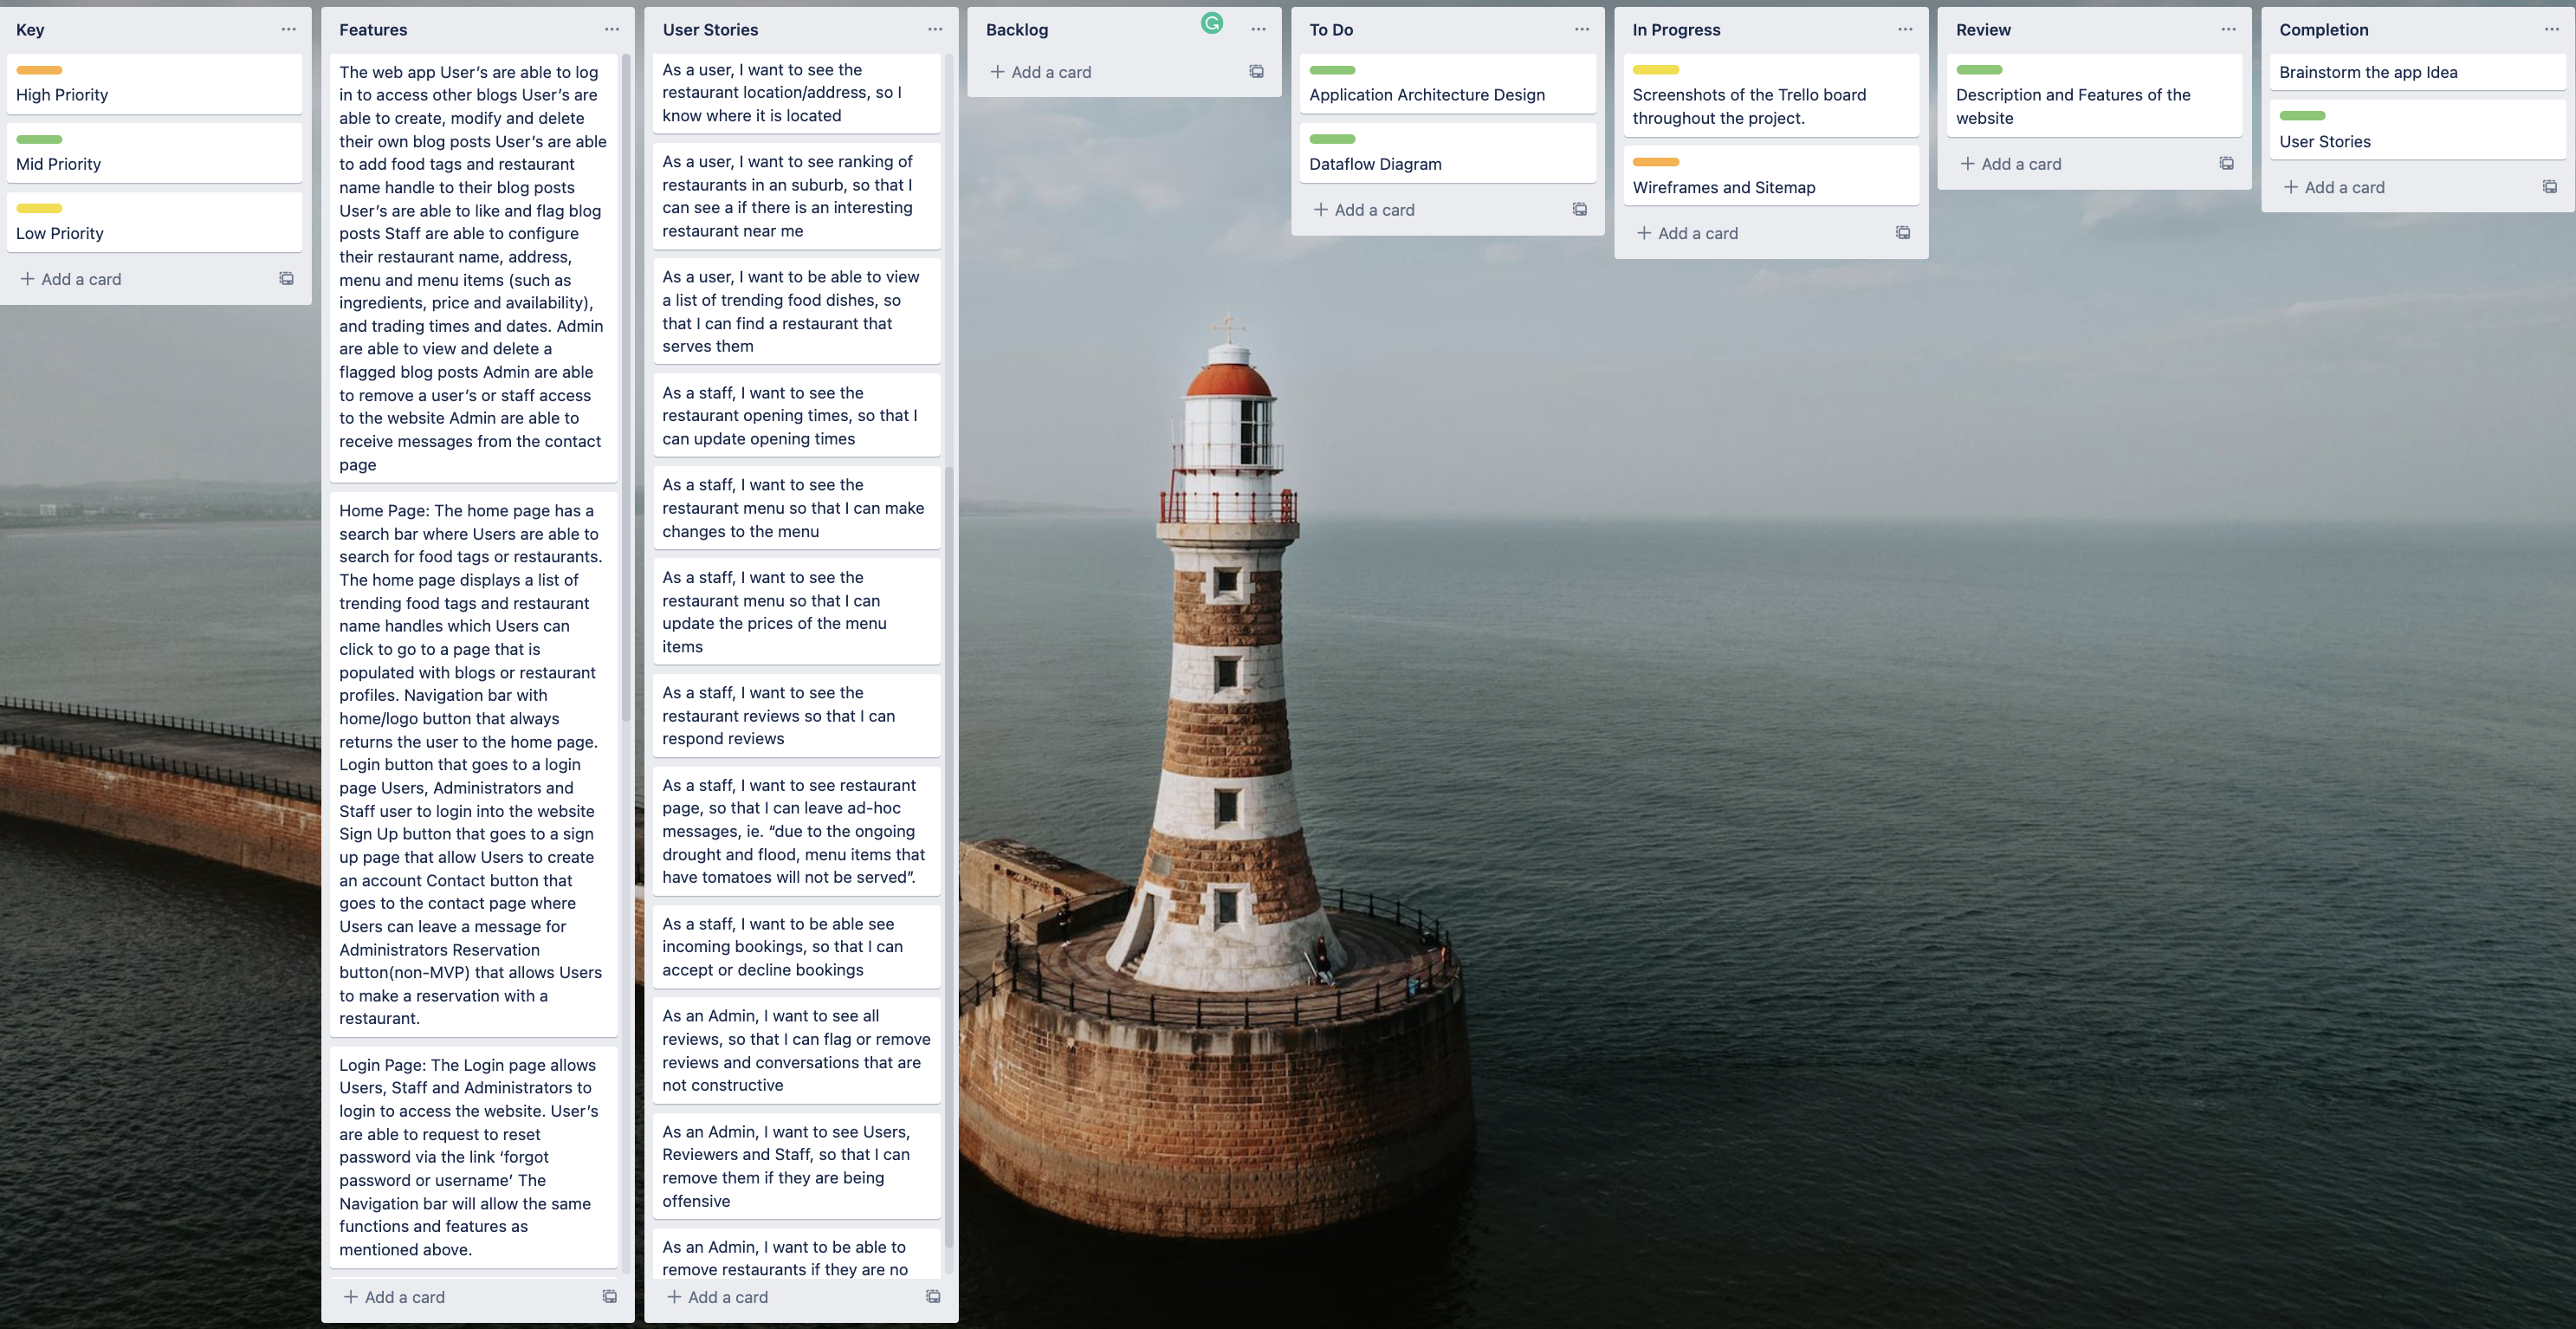 Key
High Priority
Mid Priority
Low Priority
Add a card
Features
The web app User’s are able to log
in to access other blogs User’s are
able to create, modify and delete
their own blog posts User’s are able
to add food tags and restaurant
name handle to their blog posts
User’s are able to like and flag blog
posts Staff are able to configure
their restaurant name, address,
menu and menu items (such as
ingredients, price and availability),
and trading times and dates. Admin
are able to view and delete a
flagged blog posts Admin are able
to remove a user’s or staff access
to the website Admin are able to
receive messages from the contact
page
Home Page: The home page has a
search bar where Users are able to
search for food tags or restaurants.
The home page displays a list of
trending food tags and restaurant
name handles which Users can
click to go to a page that is
populated with blogs or restaurant
profiles. Navigation bar with
home/logo button that always
returns the user to the home page.
Login button that goes to a login
page Users, Administrators and
Staff user to login into the website
Sign Up button that goes to a sign
up page that allow Users to create
an account Contact button that
goes to the contact page where
Users can leave a message for
Administrators Reservation
button(non-MVP) that allows Users
to make a reservation with a
restaurant.
Login Page: The Login page allows
Users, Staff and Administrators to
login to access the website. User’s
are able to request to reset
password via the link ‘forgot
password or username’ The
Navigation bar will allow the same
functions and features as
mentioned above.
Add a card
User Stories
As a user, I want to see the
restaurant location/address, so I
know where it is located
As a user, I want to see ranking of
restaurants in an suburb, so that I
can see a if there is an interesting
restaurant near me
As a user, I want to be able to view
a list of trending food dishes, so
that I can find a restaurant that
serves them
As a staff, I want to see the
restaurant opening times, so that I
can update opening times
As a staff, I want to see the
restaurant menu so that I can make
changes to the menu
As a staff, I want to see the
restaurant menu so that I can
update the prices of the menu
items
As a staff, I want to see the
restaurant reviews so that I can
respond reviews
As a staff, I want to see restaurant
page, so that I can leave ad-hoc
messages, ie. “due to the ongoing
drought and flood, menu items that
have tomatoes will not be served”.
As a staff, I want to be able see
incoming bookings, so that I can
accept or decline bookings
As an Admin, I want to see all
reviews, so that I can flag or remove
reviews and conversations that are
not constructive
As an Admin, I want to see Users,
Reviewers and Staff, so that I can
remove them if they are being
offensive
As an Admin, I want to be able to
remove restaurants if they are no
Add a card
Backlog
Add a card
To Do
Application Architecture Design
Dataflow Diagram
Add a card
In Progress
Screenshots of the Trello board
throughout the project.
Wireframes and Sitemap
Add a card
Review
Description and Features of the
website
Add a card
Completion
Brainstorm the app Idea
User Stories
Add a card